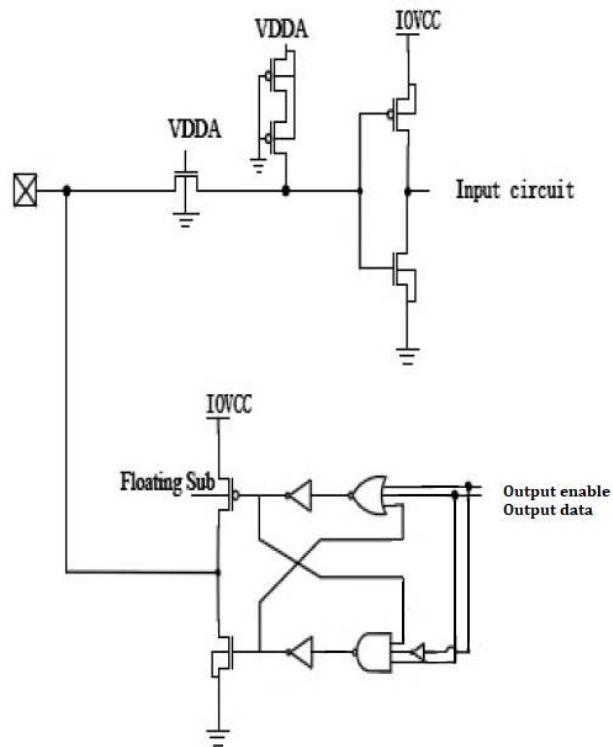 VDDA
IOVCC
VDDA
Input circuit
IOVCC
Floating Sub
Output enable
Output data